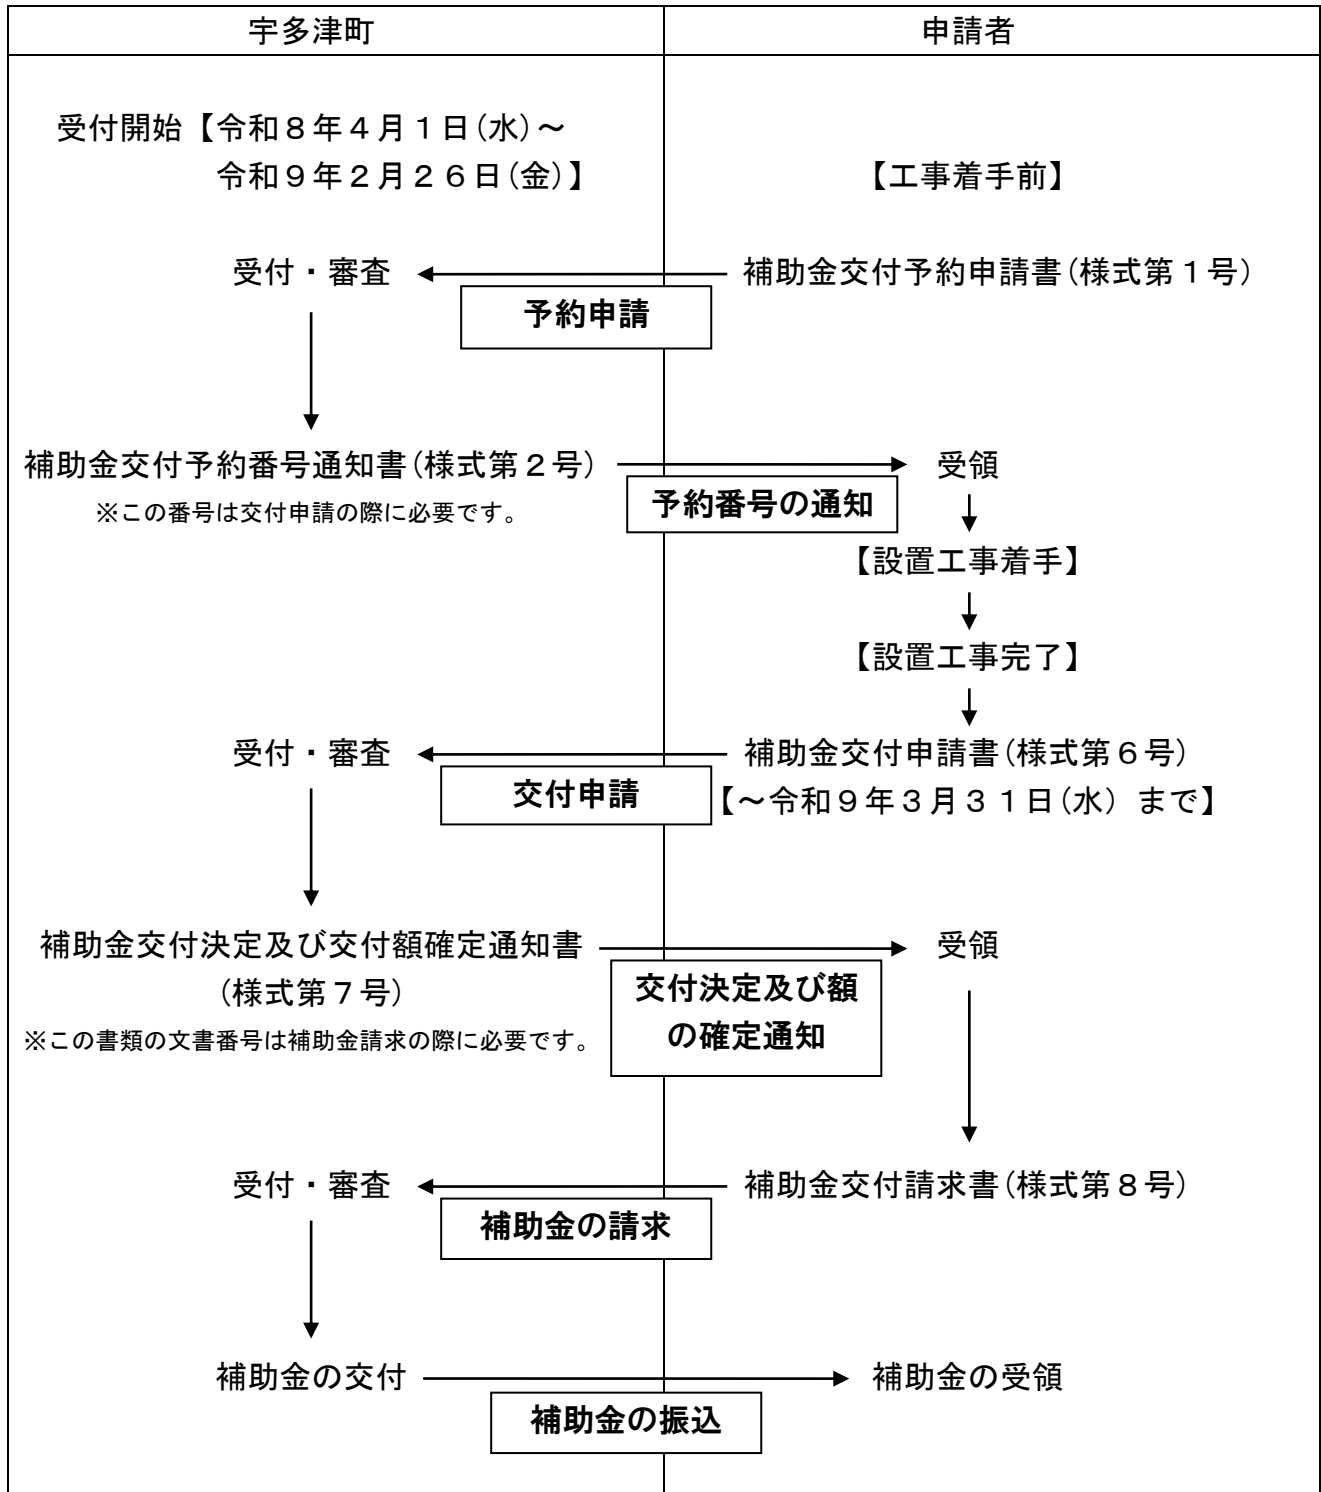 宇多津町
申請者
受付開始【令和８年４月１日(水)～
令和９年２月２６日(金)】
【工事着手前】
受付・審査
補助金交付予約申請書(様式第１号)
予約申請
補助金交付予約番号通知書(様式第２号)
受領
※この番号は交付申請の際に必要です。
予約番号の通知
【設置工事着手】
【設置工事完了】
受付・審査
補助金交付申請書(様式第６号)
交付申請
【～令和９年３月３１日(水) まで】
補助金交付決定及び交付額確定通知書
(様式第７号)
受領
交付決定及び額
の確定通知
※この書類の文書番号は補助金請求の際に必要です。
受付・審査
補助金交付請求書(様式第８号)
補助金の請求
補助金の交付
補助金の受領
補助金の振込